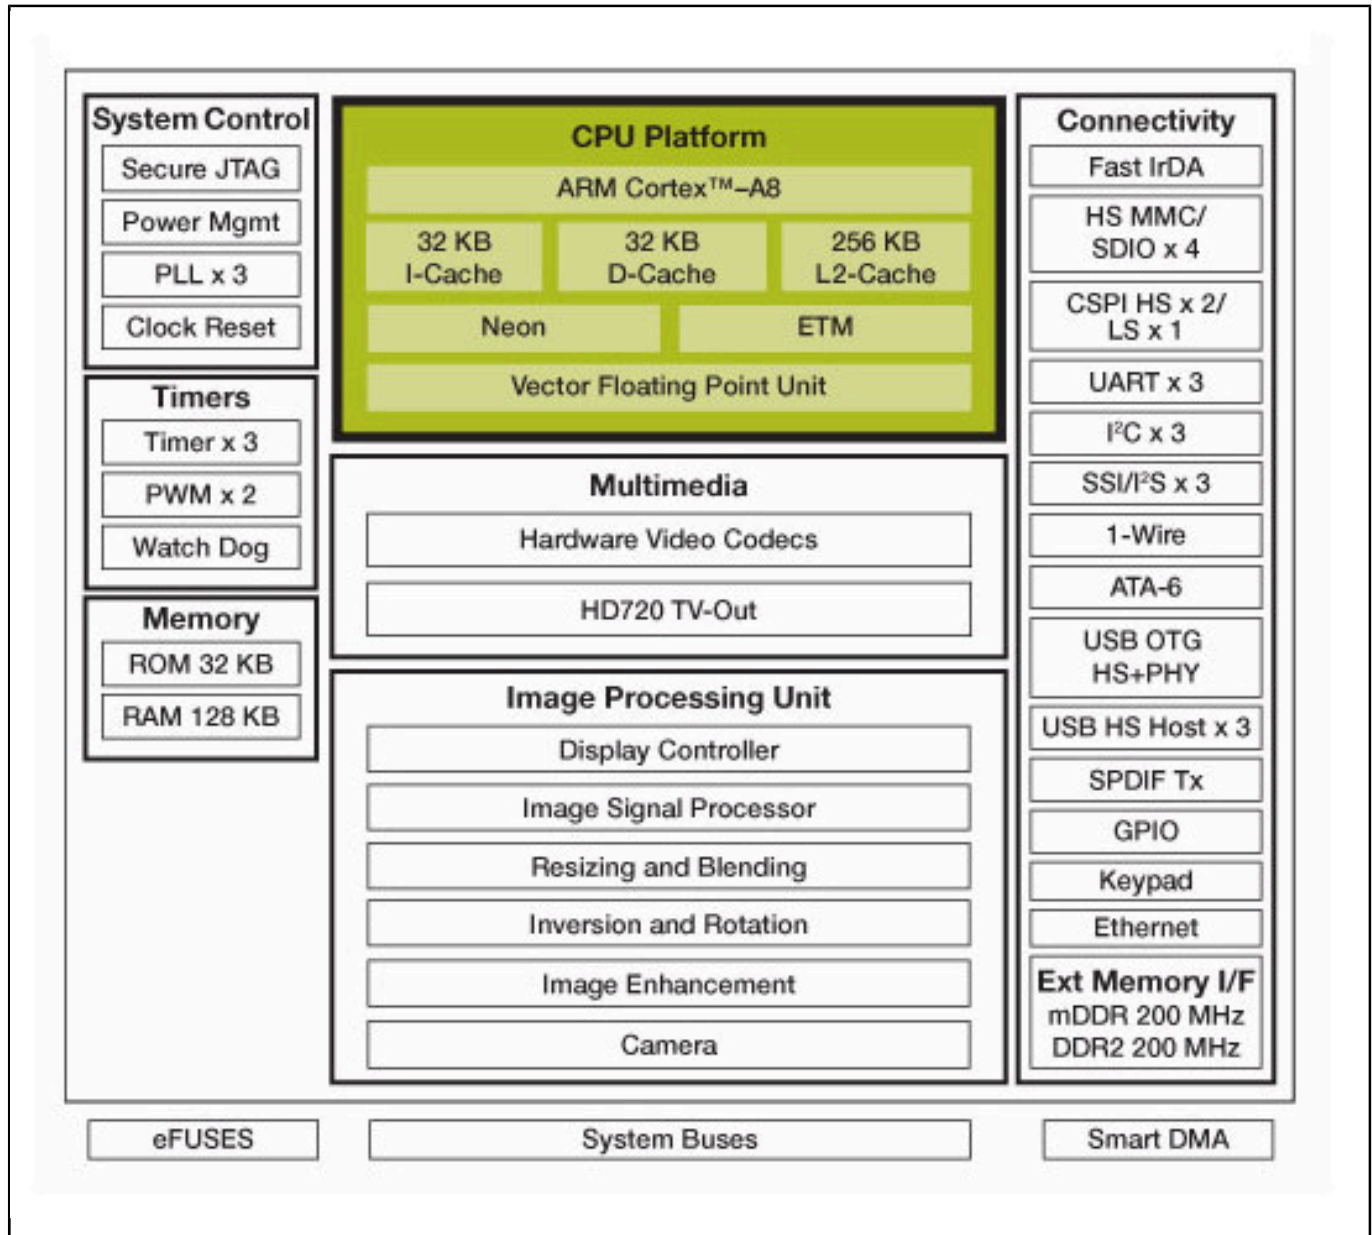 System Control
Secure JTAG
Power Mgmt
PLL x 3
Clock Reset
Timers
Timer x 3
PWM x 2
Watch Dog
Memory
ROM 32 KB
RAM 128 KB
CPU Platform
ARM Cortex™–A8
32 KB
I-Cache
32 KB
D-Cache
256 KB
L2-Cache
Neon
ETM
Vector Floating Point Unit
Multimedia
Hardware Video Codecs
HD720 TV-Out
Image Processing Unit
Display Controller
Image Signal Processor
Resizing and Blending
Inversion and Rotation
Image Enhancement
Camera
Connectivity
Fast IrDA
HS MMC/
SDIO x 4
CSPI HS x 2/
LS x 1
UART x 3
I²C x 3
SSI/I²S x 3
1-Wire
ATA-6
USB OTG
HS+PHY
USB HS Host x 3
SPDIF Tx
GPIO
Keypad
Ethernet
Ext Memory I/F
mDDR 200 MHz
DDR2 200 MHz
eFUSES
System Buses
Smart DMA